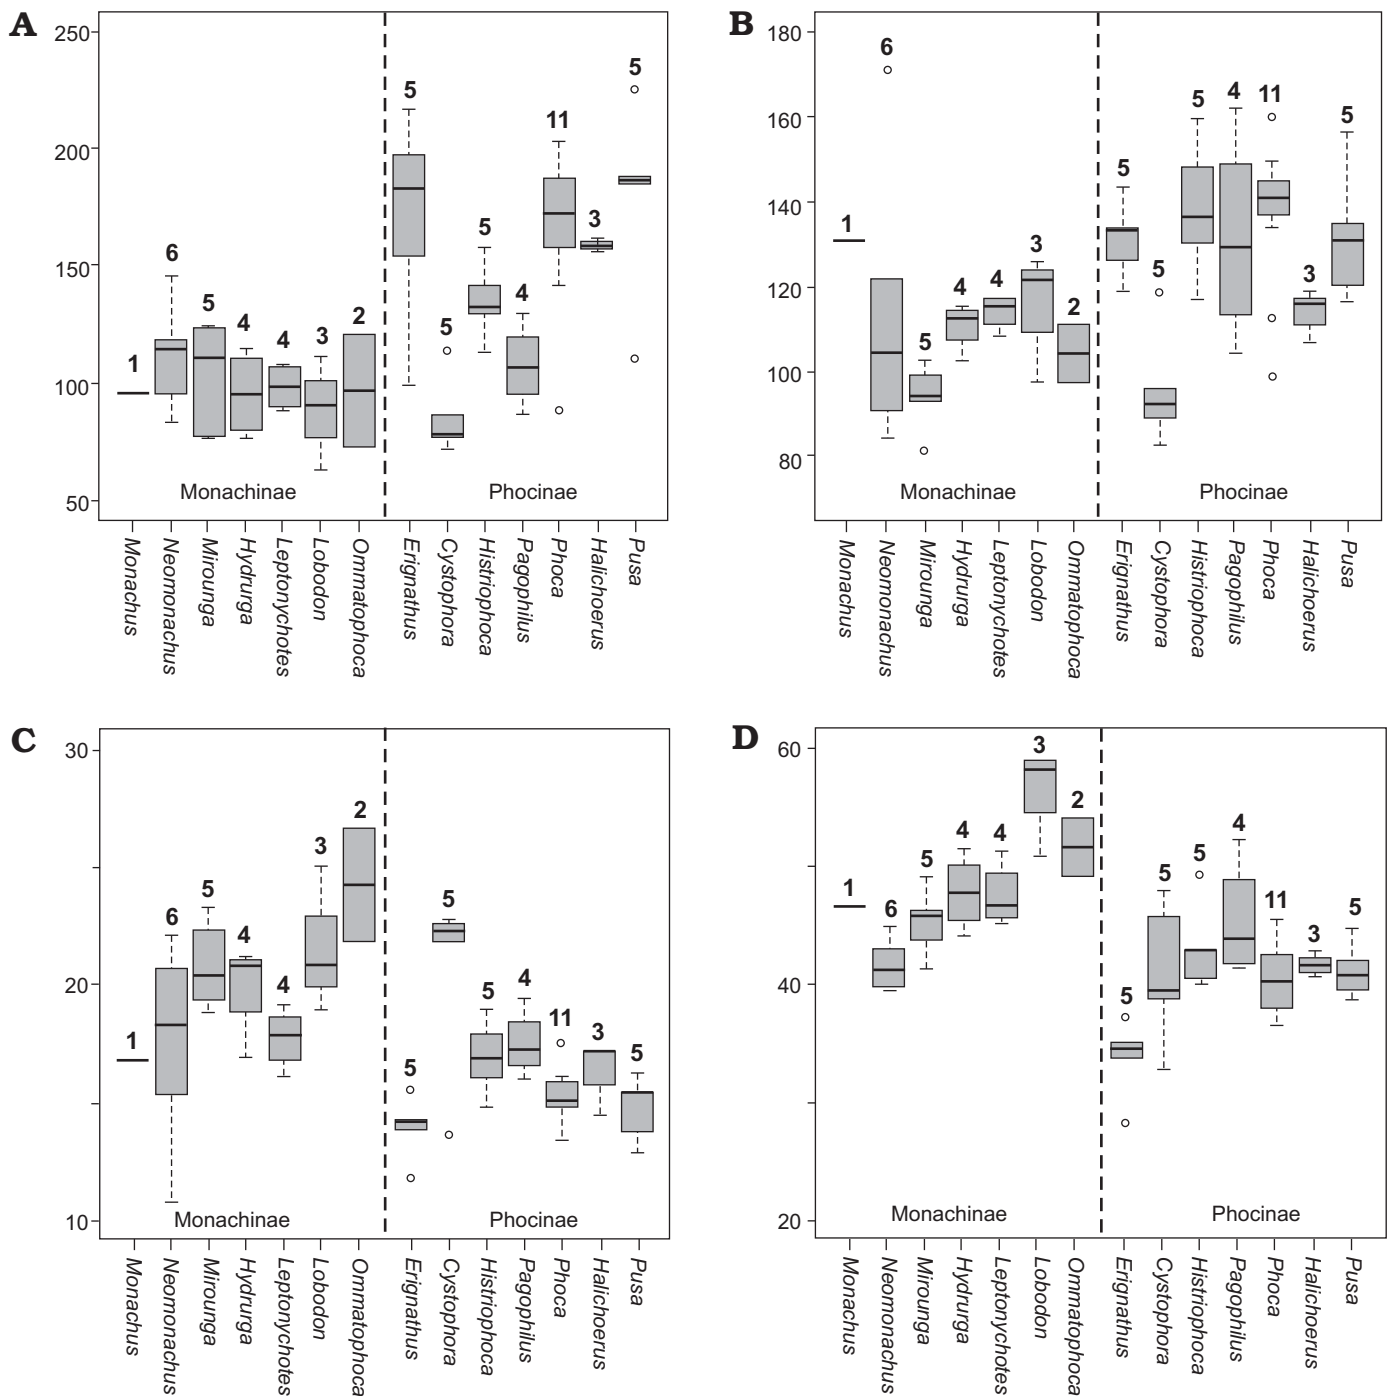 A
250
200
150
100
50
1
6
5
4
4
3
2
5
5
5
4
11
3
5
Monachinae
Phocinae
Monachus
Neomonachus
Mirounga
Hydrurga
Leptonychotes
Lobodon
Ommatophoca
Erignathus
Cystophora
Histriophoca
Pagophilus
Phoca
Halichoerus
Pusa
B
180
160
140
120
100
80
1
6
5
4
4
3
2
5
5
5
4
11
3
5
Monachinae
Phocinae
Monachus
Neomonachus
Mirounga
Hydrurga
Leptonychotes
Lobodon
Ommatophoca
Erignathus
Cystophora
Histriophoca
Pagophilus
Phoca
Halichoerus
Pusa
C
30
20
10
1
6
5
4
4
3
2
5
5
5
4
11
3
5
Monachinae
Phocinae
Monachus
Neomonachus
Mirounga
Hydrurga
Leptonychotes
Lobodon
Ommatophoca
Erignathus
Cystophora
Histriophoca
Pagophilus
Phoca
Halichoerus
Pusa
D
60
40
20
1
6
5
4
4
3
2
5
5
5
4
11
3
5
Monachinae
Phocinae
Monachus
Neomonachus
Mirounga
Hydrurga
Leptonychotes
Lobodon
Ommatophoca
Erignathus
Cystophora
Histriophoca
Pagophilus
Phoca
Halichoerus
Pusa